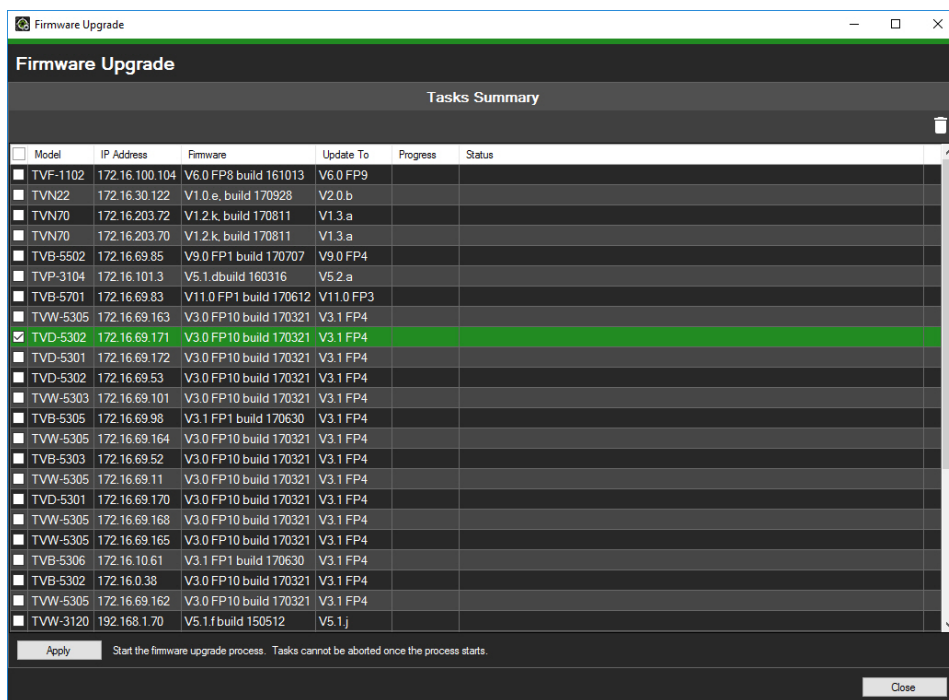 Firmware Upgrade
Firmware Upgrade
Tasks Summary
Model IP Address Firmware Update To Progress Status
TVF-1102 172.16.100.104 V6.0 FP8 build 161013 V6.0 FP9
TVN22 172.16.30.122 V1.0.e, build 170928 V2.0.b
TVN70 172.16.203.72 V1.2.k, build 170811 V1.3.a
TVN70 172.16.203.70 V1.2.k, build 170811 V1.3.a
TVB-5502 172.16.69.85 V9.0 FP1 build 170707 V9.0 FP4
TVP-3104 172.16.101.3 V5.1.dbuild 160316 V5.2.a
TVB-5701 172.16.69.83 V11.0 FP1 build 170612 V11.0 FP3
TVW-5305 172.16.69.163 V3.0 FP10 build 170321 V3.1 FP4
TVD-5302 172.16.69.171 V3.0 FP10 build 170321 V3.1 FP4
TVD-5301 172.16.69.172 V3.0 FP10 build 170321 V3.1 FP4
TVD-5302 172.16.69.53 V3.0 FP10 build 170321 V3.1 FP4
TVW-5303 172.16.69.101 V3.0 FP10 build 170321 V3.1 FP4
TVB-5305 172.16.69.98 V3.1 FP1 build 170630 V3.1 FP4
TVW-5305 172.16.69.164 V3.0 FP10 build 170321 V3.1 FP4
TVB-5303 172.16.69.52 V3.0 FP10 build 170321 V3.1 FP4
TVW-5305 172.16.69.11 V3.0 FP10 build 170321 V3.1 FP4
TVD-5301 172.16.69.170 V3.0 FP10 build 170321 V3.1 FP4
TVW-5305 172.16.69.168 V3.0 FP10 build 170321 V3.1 FP4
TVW-5305 172.16.69.165 V3.0 FP10 build 170321 V3.1 FP4
TVB-5306 172.16.10.61 V3.1 FP1 build 170630 V3.1 FP4
TVB-5302 172.16.0.38 V3.0 FP10 build 170321 V3.1 FP4
TVW-5305 172.16.69.162 V3.0 FP10 build 170321 V3.1 FP4
TVW-3120 192.168.1.70 V5.1.f build 150512 V5.1.j
Apply Start the firmware upgrade process. Tasks cannot be aborted once the process starts.
Close